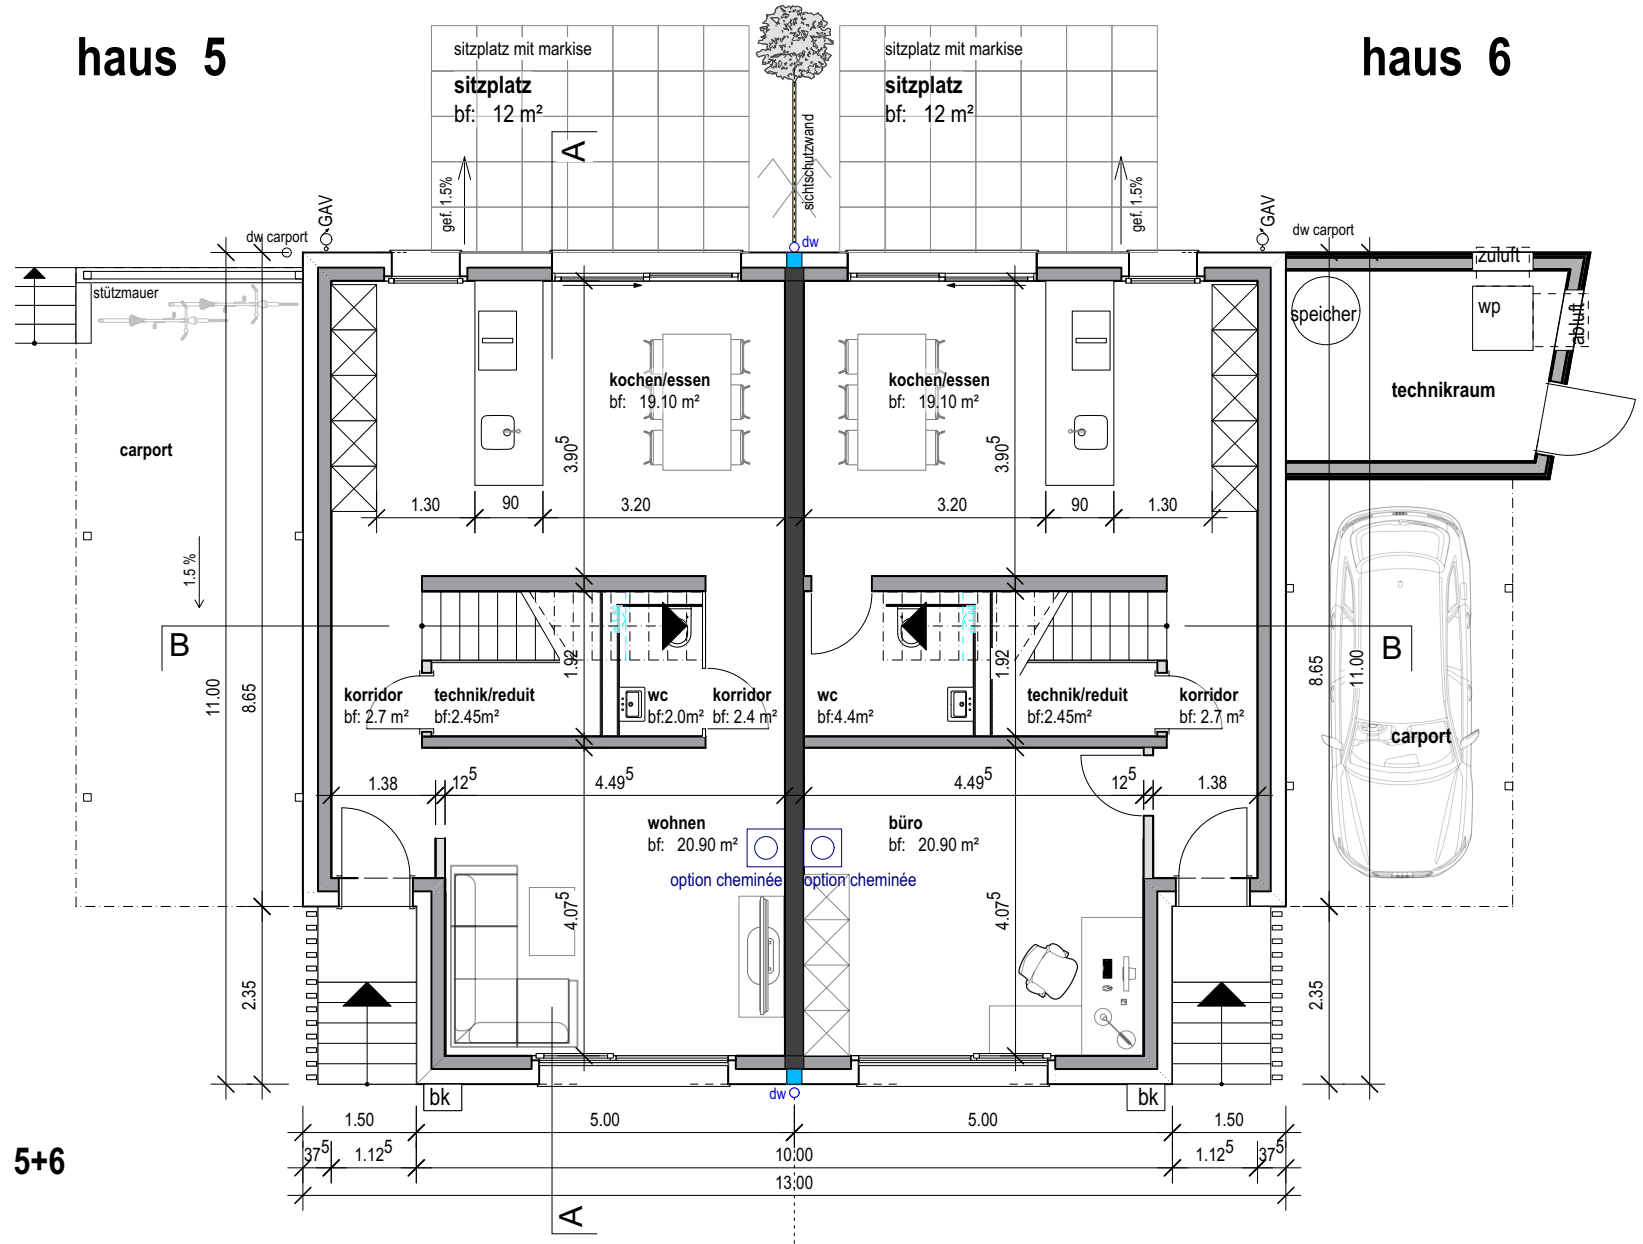 haus 5
haus 6
sitzplatz mit markise
sitzplatz
bf: 12 m²
sitzplatz mit markise
sitzplatz
bf: 12 m²
A
sichtschutzwand
gef. 1.5%
gef. 1.5%
GAV
GAV
dw carport
dw
dw carport
zuluft
stützmauer
speicher
wp
abluft
technikraum
kochen/essen
bf: 19.10 m²
kochen/essen
bf: 19.10 m²
carport
3.90⁵
3.90⁵
1.30
90
3.20
3.20
90
1.30
1.5 %
B
B
1.92
1.92
11.00
8.65
8.65
11.00
korridor
bf: 2.7 m²
technik/reduit
bf:2.45m²
wc
bf:2.0m²
korridor
bf: 2.4 m²
wc
bf:4.4m²
technik/reduit
bf:2.45m²
korridor
bf: 2.7 m²
carport
1.38
12⁵
4.49⁵
4.49⁵
12⁵
1.38
wohnen
bf: 20.90 m²
büro
bf: 20.90 m²
option cheminée
option cheminée
4.07⁵
4.07⁵
2.35
2.35
bk
dw
bk
1.50
5.00
5.00
1.50
5+6
37⁵
1.12⁵
10.00
1.12⁵
37⁵
13.00
A